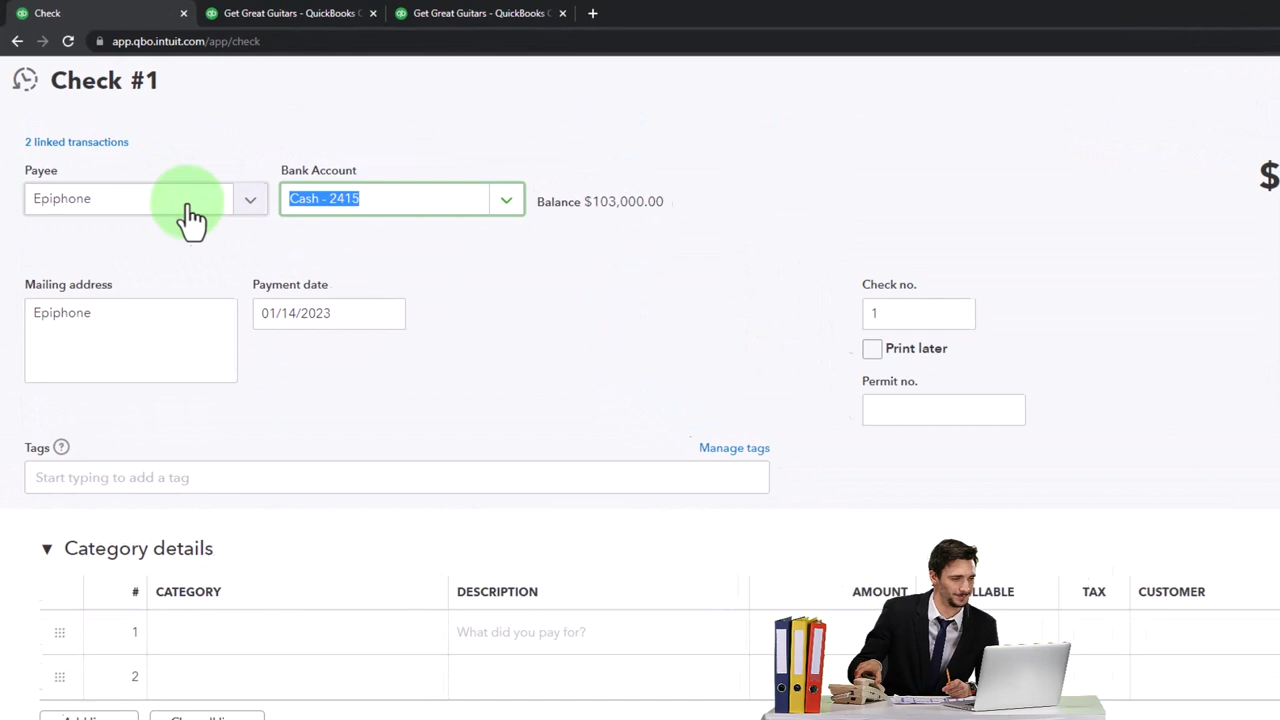 Check
Get Great Guitars - QuickBooks
Get Great Guitars - QuickBooks
app.qbo.intuit.com/app/check
Check #1
$
2 linked transactions
Payee
Bank Account
Epiphone
Cash - 2415
Balance $103,000.00
Mailing address
Payment date
Check no.
Epiphone
01/14/2023
1
Print later
Permit no.
Tags ?
Manage tags
Start typing to add a tag
Category details
# CATEGORY DESCRIPTION AMOUNT LLABLE TAX CUSTOMER
1 What did you pay for?
2